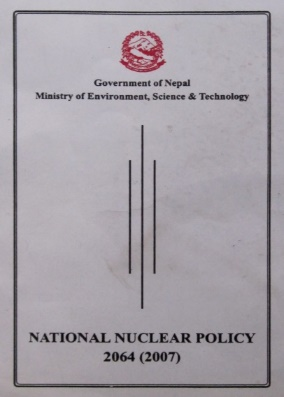 Government of Nepal
Ministry of Environment, Science & Technology
NATIONAL NUCLEAR POLICY
2064 (2007)